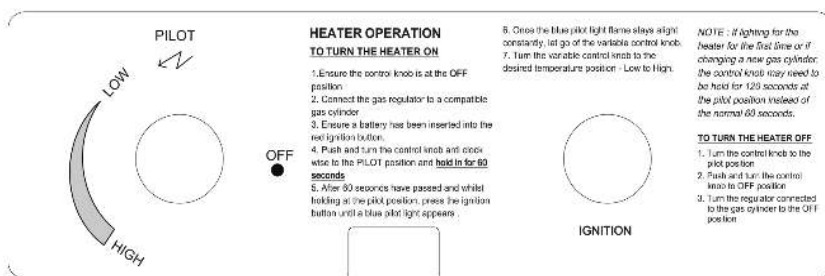 PILOT
LOW
HIGH
OFF
HEATER OPERATION
TO TURN THE HEATER ON
1.Ensure the control knob is at the OFF
position
2. Connect the gas regulator to a compatible
gas cylinder
3. Ensure a battery has been inserted into the
red ignition button.
4. Push and turn the control knob anti clock
wise to the PILOT position and hold in for 60
seconds
5. After 60 seconds have passed and whilst
holding at the pilot position, press the ignition
button until a blue pilot light appears .
6. Once the blue pilot light flame stays alight
constantly, let go of the variable control knob.
7. Turn the variable control knob to the
desired temperature position - Low to High.
IGNITION
NOTE : If lighting for the
heater for the first time or if
changing a new gas cylinder,
the control knob may need to
be hold for 120 seconds at
the pilot position instead of
the normal 60 seconds.
TO TURN THE HEATER OFF
1. Turn the control knob to the
pilot position
2. Push and turn the control
knob to OFF position
3. Turn the regulator connected
to the gas cylinder to the OFF
position